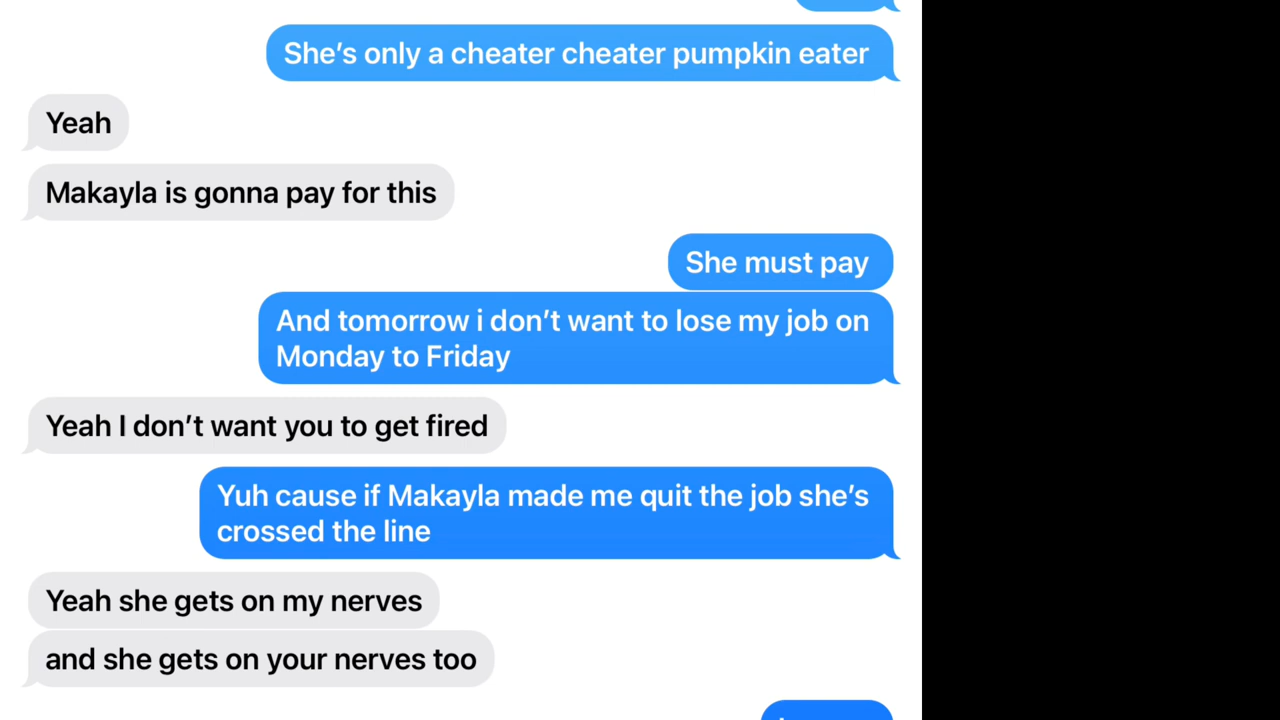 She’s only a cheater cheater pumpkin eater
Yeah
Makayla is gonna pay for this
She must pay
And tomorrow i don’t want to lose my job on
Monday to Friday
Yeah I don’t want you to get fired
Yuh cause if Makayla made me quit the job she’s
crossed the line
Yeah she gets on my nerves
and she gets on your nerves too